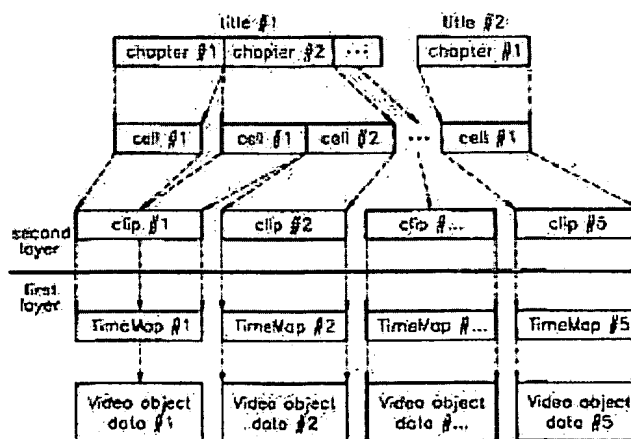 title #1
title #2
chapter #1
chapter #2
...
chapter #1
cell #1
cell #1
cell #2
...
cell #1
clip #1
clip #2
clip #...
clip #5
second
layer
first
layer
TimeMap #1
TimeMap #2
TimeMap #...
TimeMap #5
Video object
data #1
Video object
data #2
Video object
data #...
Video object
data #5